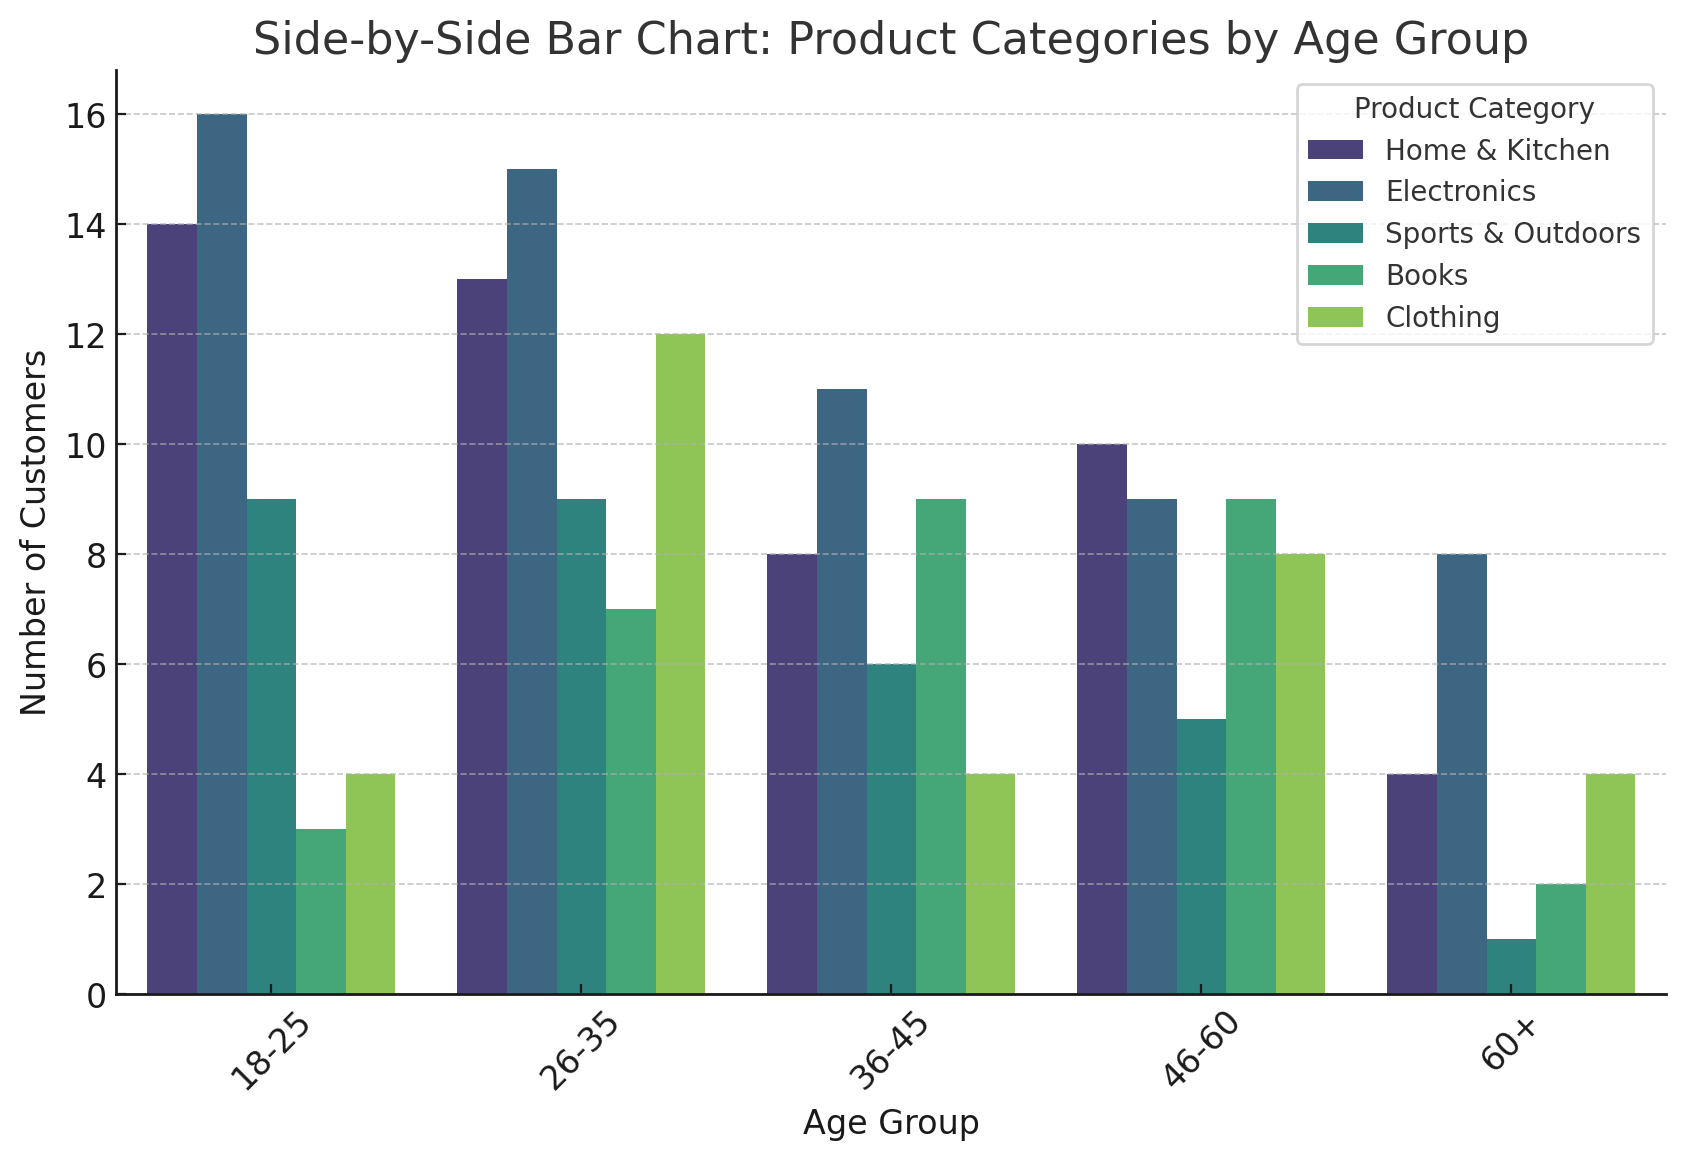 Side-by-Side Bar Chart: Product Categories by Age Group
Product Category
Home & Kitchen
Electronics
Sports & Outdoors
Books
Clothing
Number of Customers
16
14
12
10
8
6
4
2
0
18-25
26-35
36-45
46-60
60+
Age Group